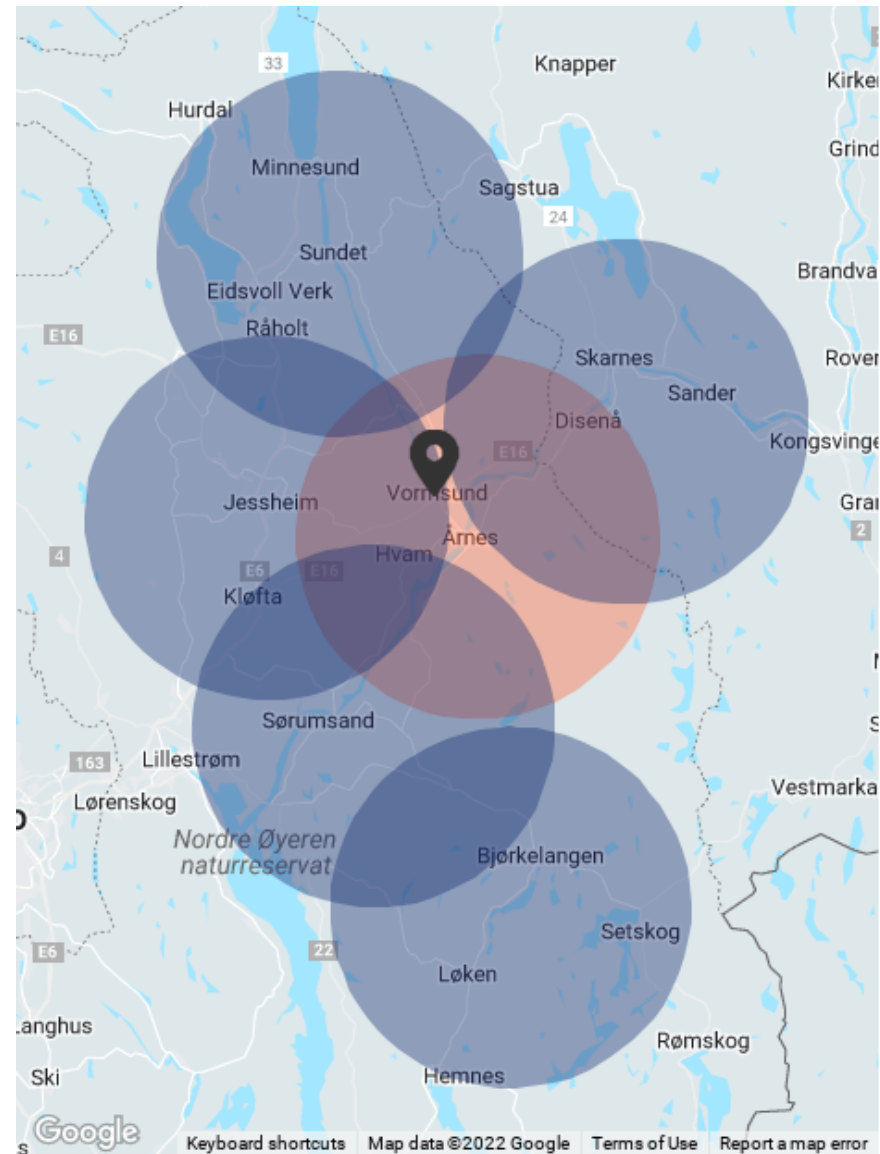 33
Knapper
Kirke
Hurdal
Grind
Minnesund
Sagstua
24
Sundet
Brandva
Eidsvoll Verk
Råholt
E16
Skarnes
Rover
Sander
Disenå
Kongsvinge
E16
Vormsund
Jessheim
Gra
2
Årnes
Hvam
4
E6
E16
Kløfta
Sørumsand
Lillestrøm
163
Vestmarka
Lørenskog
Nordre Øyeren
naturreservat
Bjørkelangen
Setskog
E6
22
Løken
Langhus
Rømskog
Ski
Hemnes
Google
Keyboard shortcuts Map data ©2022 Google Terms of Use Report a map error